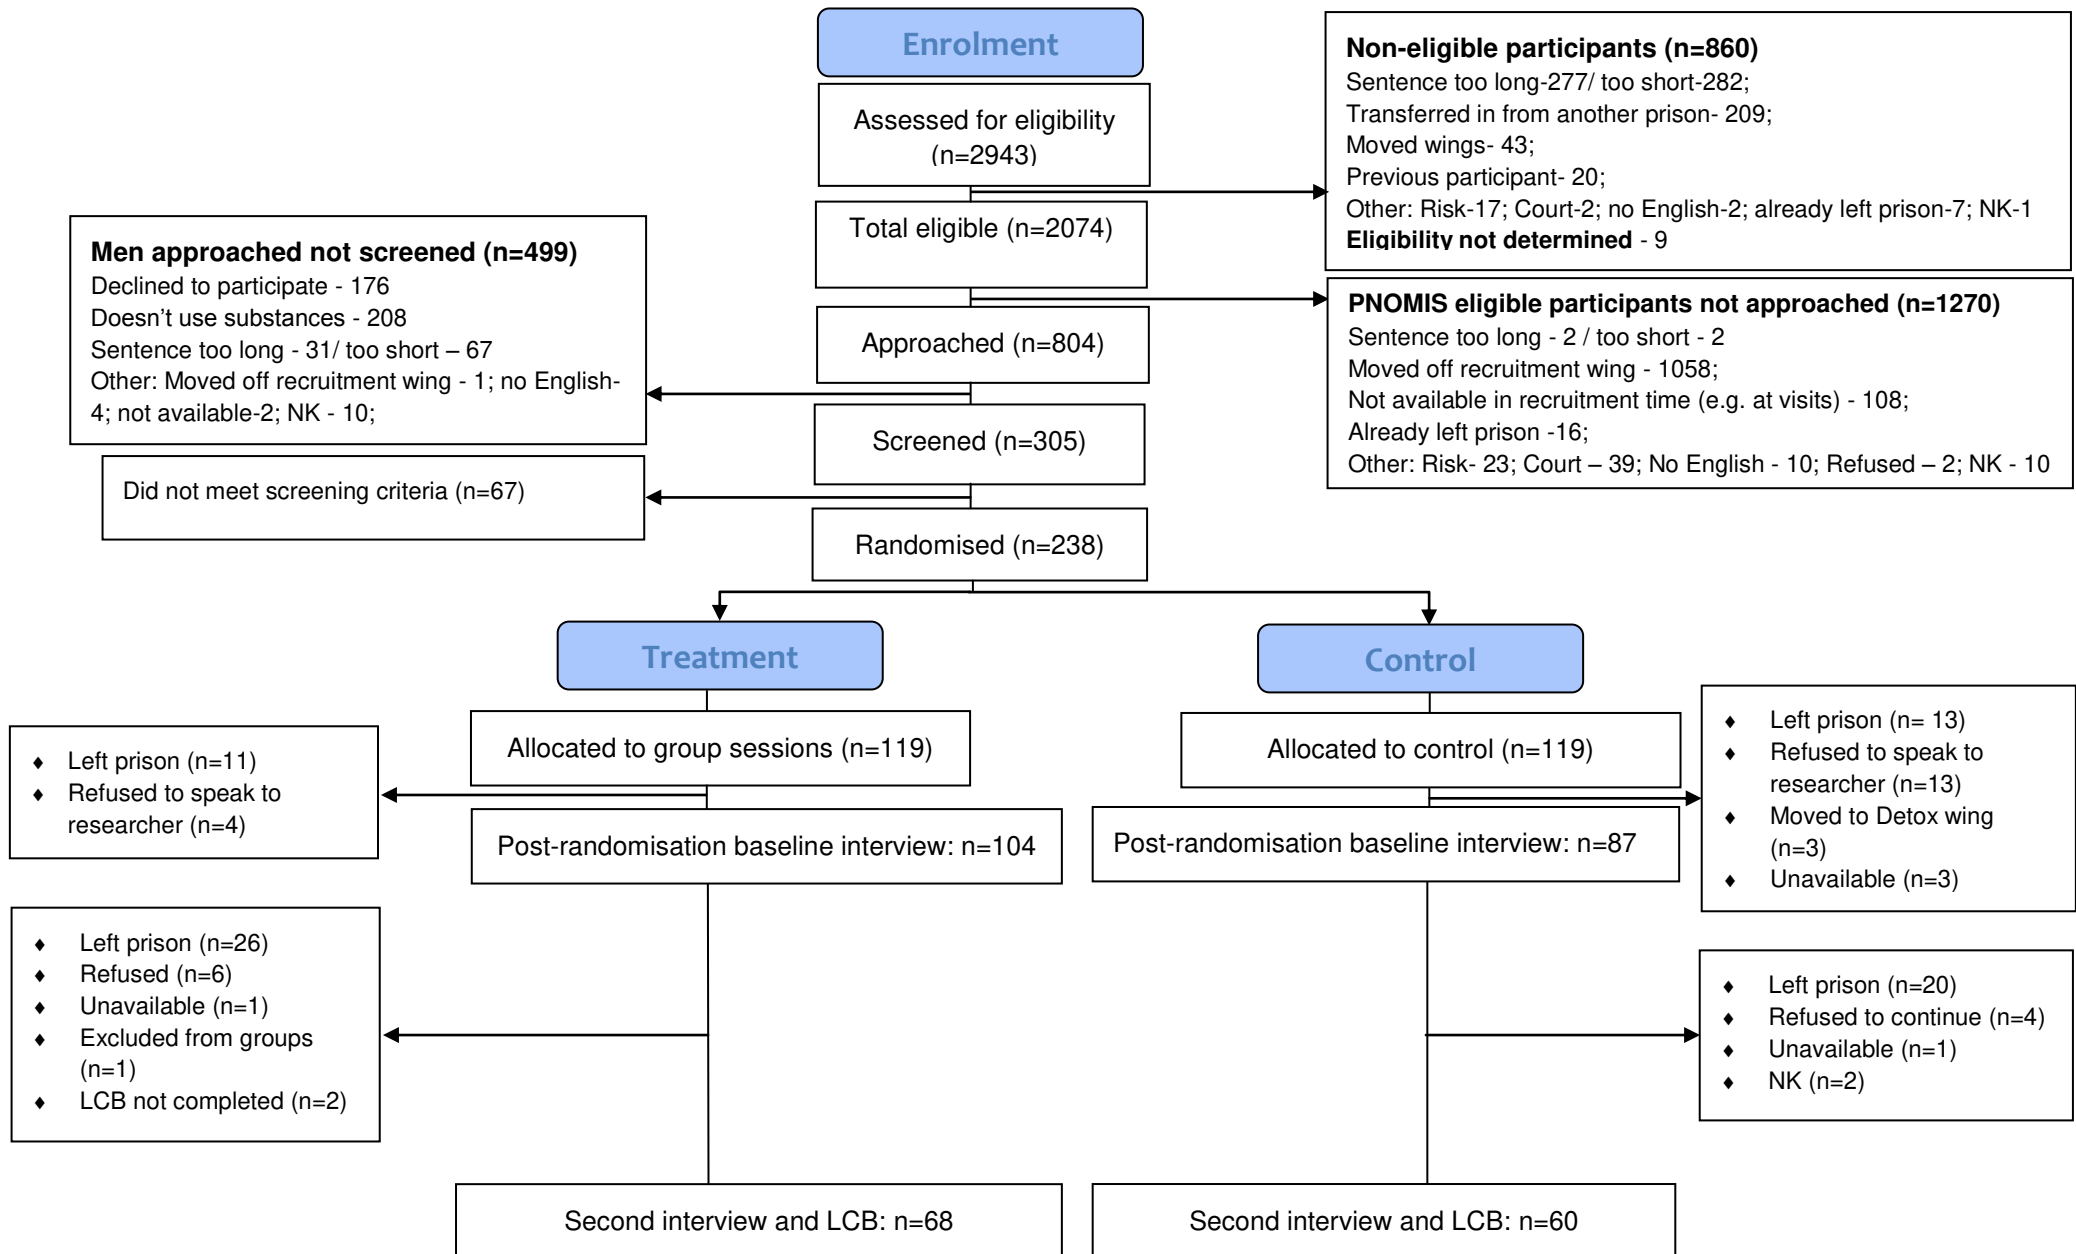 Enrolment
Assessed for eligibility
(n=2943)
Non-eligible participants (n=860)
Sentence too long-277/ too short-282;
Transferred in from another prison- 209;
Moved wings- 43;
Previous participant- 20;
Other: Risk-17; Court-2; no English-2; already left prison-7; NK-1
Eligibility not determined - 9
Total eligible (n=2074)
PNOMIS eligible participants not approached (n=1270)
Sentence too long - 2 / too short - 2
Moved off recruitment wing - 1058;
Not available in recruitment time (e.g. at visits) - 108;
Already left prison -16;
Other: Risk- 23; Court – 39; No English - 10; Refused – 2; NK - 10
Approached (n=804)
Men approached not screened (n=499)
Declined to participate - 176
Doesn’t use substances - 208
Sentence too long - 31/ too short – 67
Other: Moved off recruitment wing - 1; no English-
4; not available-2; NK - 10;
Screened (n=305)
Did not meet screening criteria (n=67)
Randomised (n=238)
Treatment
Allocated to group sessions (n=119)
♦ Left prison (n=11)
♦ Refused to speak to
researcher (n=4)
Post-randomisation baseline interview: n=104
♦ Left prison (n=26)
♦ Refused (n=6)
♦ Unavailable (n=1)
♦ Excluded from groups
(n=1)
♦ LCB not completed (n=2)
Second interview and LCB: n=68
Control
Allocated to control (n=119)
♦ Left prison (n= 13)
♦ Refused to speak to
researcher (n=13)
♦ Moved to Detox wing
(n=3)
♦ Unavailable (n=3)
Post-randomisation baseline interview: n=87
♦ Left prison (n=20)
♦ Refused to continue (n=4)
♦ Unavailable (n=1)
♦ NK (n=2)
Second interview and LCB: n=60